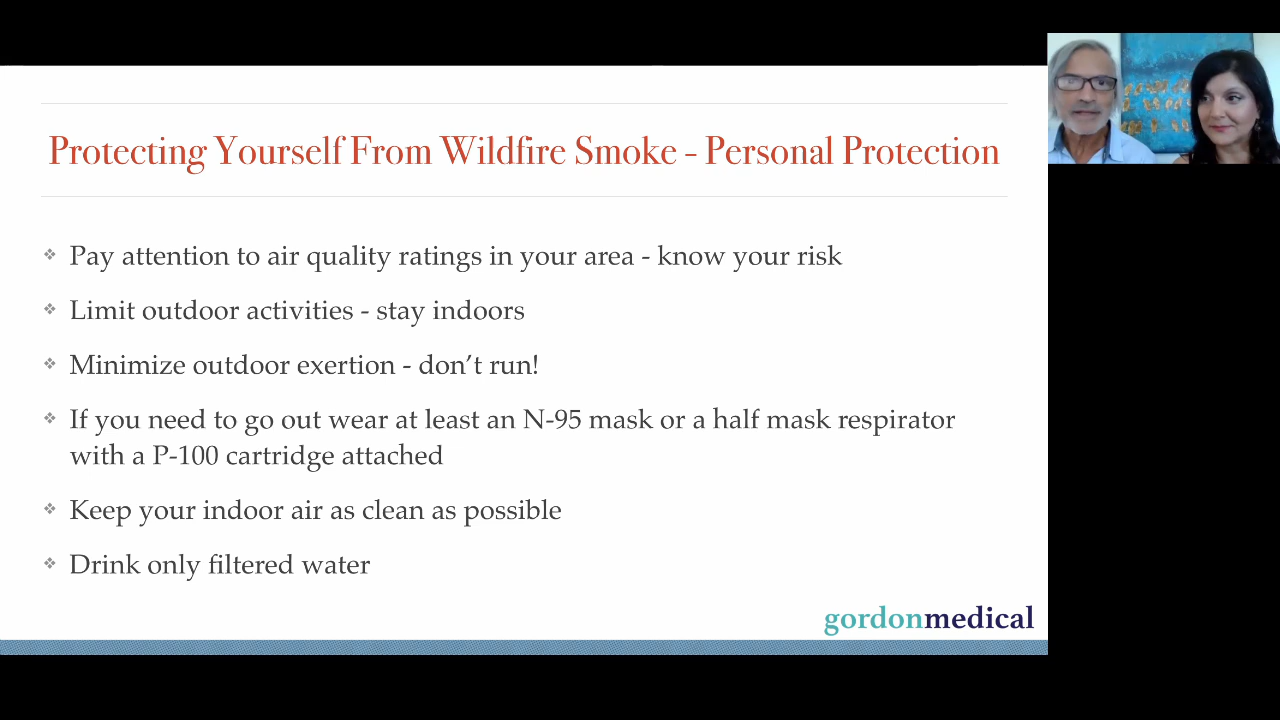 Protecting Yourself From Wildfire Smoke - Personal Protection
Pay attention to air quality ratings in your area - know your risk
Limit outdoor activities - stay indoors
Minimize outdoor exertion - don’t run!
If you need to go out wear at least an N-95 mask or a half mask respirator
with a P-100 cartridge attached
Keep your indoor air as clean as possible
Drink only filtered water
gordonmedical